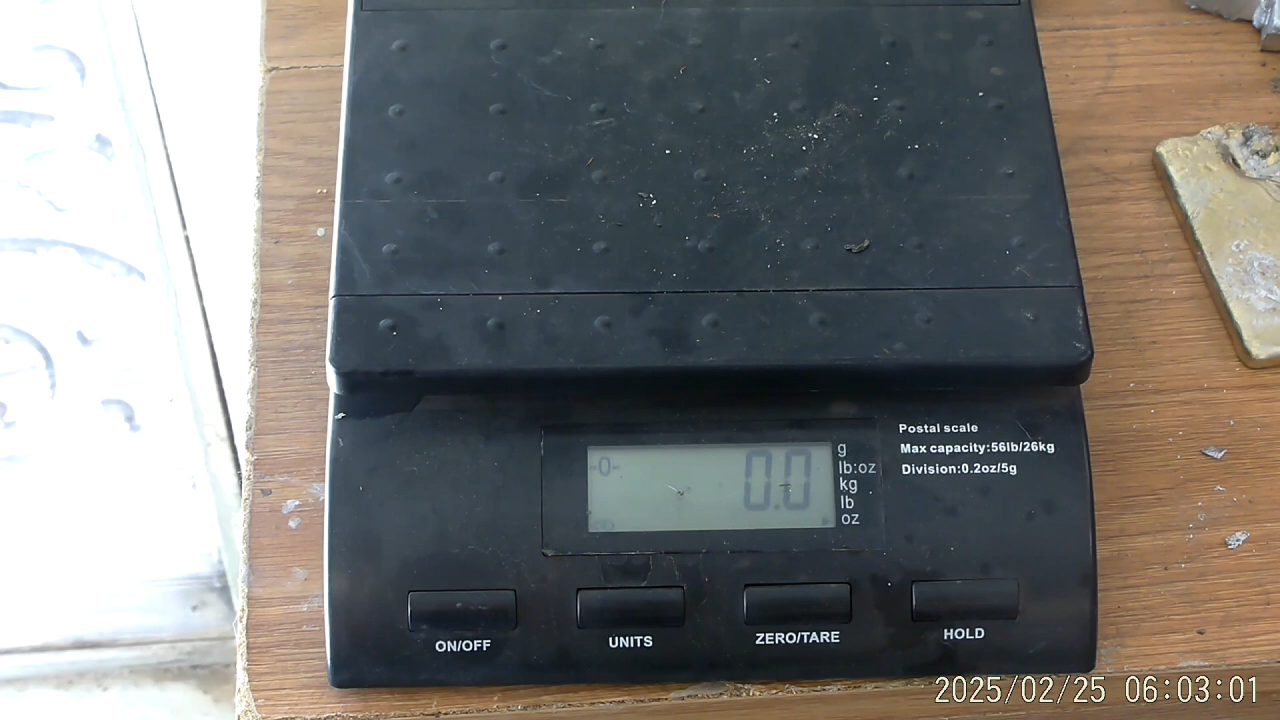 Postal scale
Max capacity:56lb/26kg
Division:0.2oz/5g
-0-
0.0
g
lb:oz
kg
lb
oz
ON/OFF
UNITS
ZERO/TARE
HOLD
2025/02/25 06:03:01